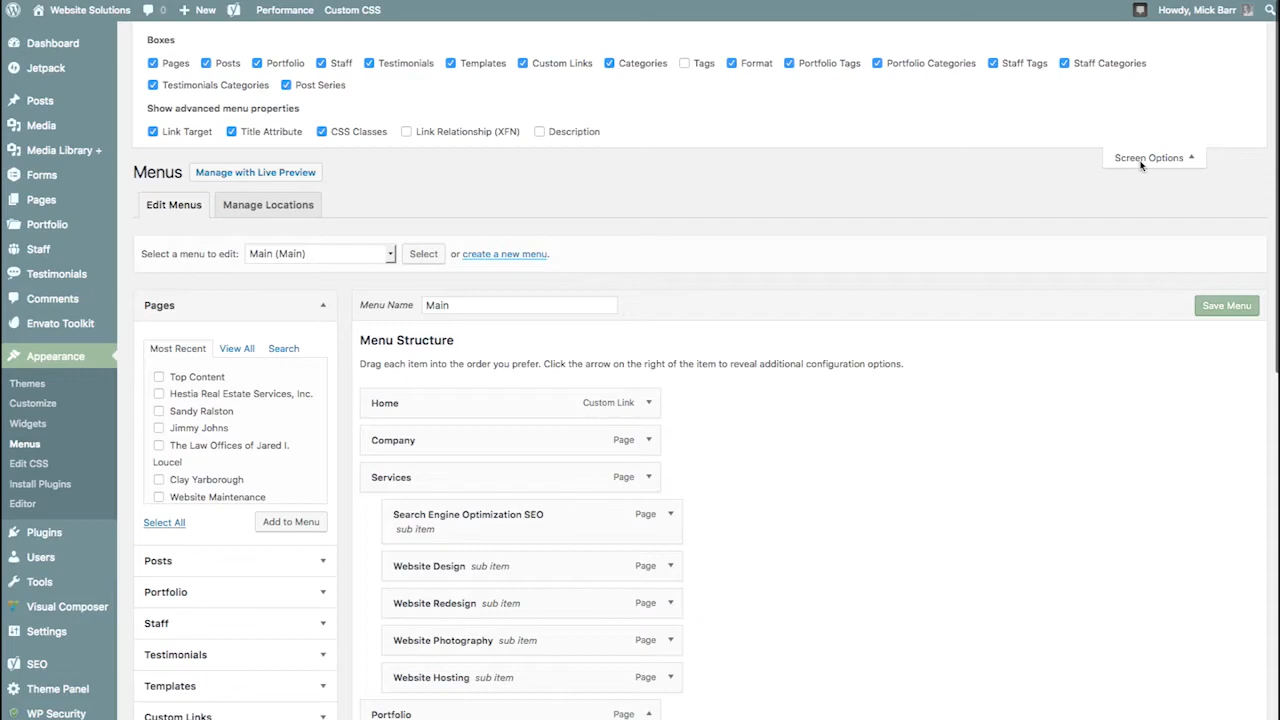 Website Solutions 0 New Performance Custom CSS Howdy, Mick Barr
Dashboard
Jetpack
Posts
Media
Media Library +
Forms
Pages
Portfolio
Staff
Testimonials
Comments
Envato Toolkit
Appearance
Themes
Customize
Widgets
Menus
Edit CSS
Install Plugins
Editor
Plugins
Users
Tools
Visual Composer
Settings
SEO
Theme Panel
WP Security
Boxes
Pages Posts Portfolio Staff Testimonials Templates Custom Links Categories Tags Format Portfolio Tags Portfolio Categories Staff Tags Staff Categories
Testimonials Categories Post Series
Show advanced menu properties
Link Target Title Attribute CSS Classes Link Relationship (XFN) Description
Screen Options
Menus Manage with Live Preview
Edit Menus Manage Locations
Select a menu to edit: Main (Main) Select or create a new menu.
Pages
Most Recent View All Search
Top Content
Hestia Real Estate Services, Inc.
Sandy Ralston
Jimmy Johns
The Law Offices of Jared I.
Loucel
Clay Yarborough
Website Maintenance
Select All Add to Menu
Posts
Portfolio
Staff
Testimonials
Templates
Custom Links
Menu Name Main Save Menu
Menu Structure
Drag each item into the order you prefer. Click the arrow on the right of the item to reveal additional configuration options.
Home Custom Link
Company Page
Services Page
Search Engine Optimization SEO Page
sub item
Website Design sub item Page
Website Redesign sub item Page
Website Photography sub item Page
Website Hosting sub item Page
Portfolio Page